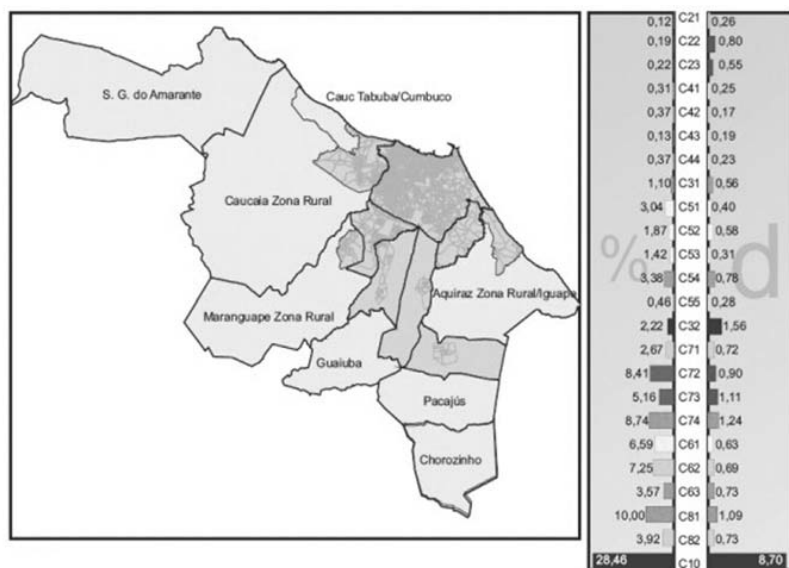 S. G. do Amarante
Cauc Tabuba/Cumbuco
Caucaia Zona Rural
Aquiraz Zona Rural/Iguape
Maranguape Zona Rural
Guaiuba
Pacajús
Chorozinho
% d
0,12 C21 0,26
0,19 C22 0,80
0,22 C23 0,55
0,31 C41 0,25
0,37 C42 0,17
0,13 C43 0,19
0,37 C44 0,23
1,10 C31 0,56
3,04 C51 0,40
1,87 C52 0,58
1,42 C53 0,31
3,38 C54 0,78
0,46 C55 0,28
2,22 C32 1,56
2,67 C71 0,72
8,41 C72 0,90
5,16 C73 1,11
8,74 C74 1,24
6,59 C61 0,63
7,25 C62 0,69
3,57 C63 0,73
10,00 C81 1,09
3,92 C82 0,73
28,46 C10 8,70